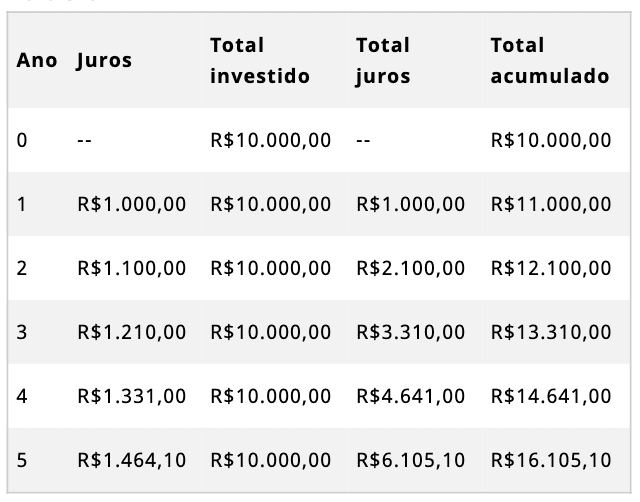 Ano Juros Total investido Total juros Total acumulado
0 -- R$10.000,00 -- R$10.000,00
1 R$1.000,00 R$10.000,00 R$1.000,00 R$11.000,00
2 R$1.100,00 R$10.000,00 R$2.100,00 R$12.100,00
3 R$1.210,00 R$10.000,00 R$3.310,00 R$13.310,00
4 R$1.331,00 R$10.000,00 R$4.641,00 R$14.641,00
5 R$1.464,10 R$10.000,00 R$6.105,10 R$16.105,10